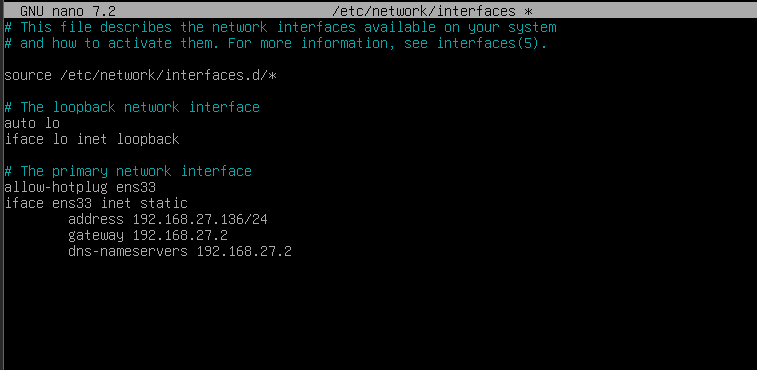 GNU nano 7.2 /etc/network/interfaces *
# This file describes the network interfaces available on your system
# and how to activate them. For more information, see interfaces(5).
source /etc/network/interfaces.d/*
# The loopback network interface
auto lo
iface lo inet loopback
# The primary network interface
allow-hotplug ens33
iface ens33 inet static
address 192.168.27.136/24
gateway 192.168.27.2
dns-nameservers 192.168.27.2